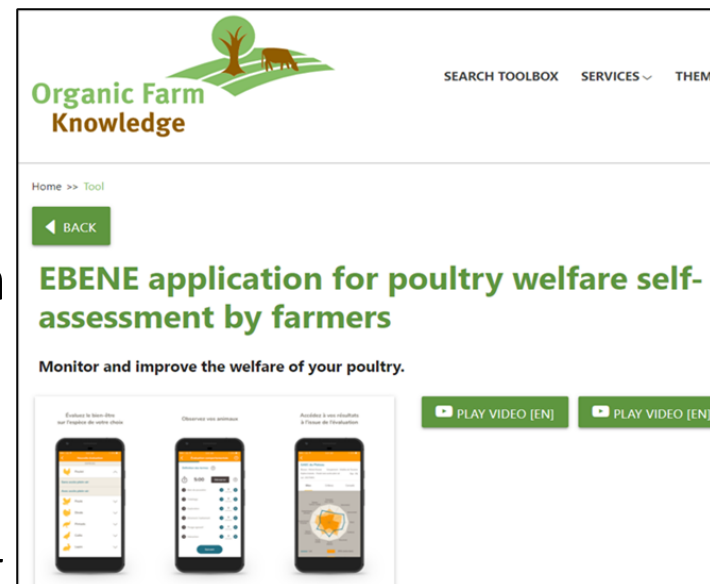 Organic Farm
Knowledge
SEARCH TOOLBOX SERVICES THEM
Home >> Tool
BACK
EBENE application for poultry welfare self-
assessment by farmers
Monitor and improve the welfare of your poultry.
PLAY VIDEO [EN] PLAY VIDEO [EN]
Évaluez le bien-être Observez vos animaux Accédez à vos résultats
sur l'espèce de votre choix à l'issue de l'évaluation